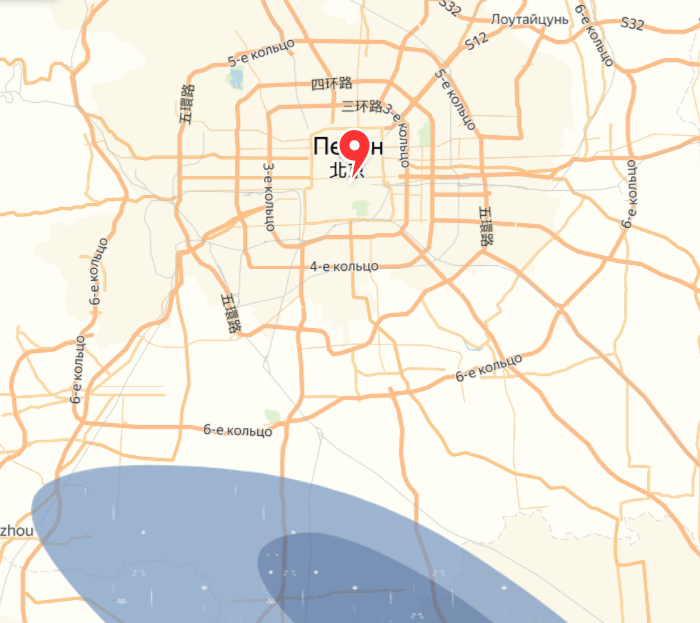 S32
Лоутайцунь
S32
6-е кольцо
S12
5-е кольцо
5-е кольцо
四环路
五環路
三环路
3-е кольцо
北京
3-е кольцо
6-е кольцо
五環路
6-е кольцо
4-е кольцо
五環路
6-е кольцо
6-е кольцо
6-е кольцо
zhou